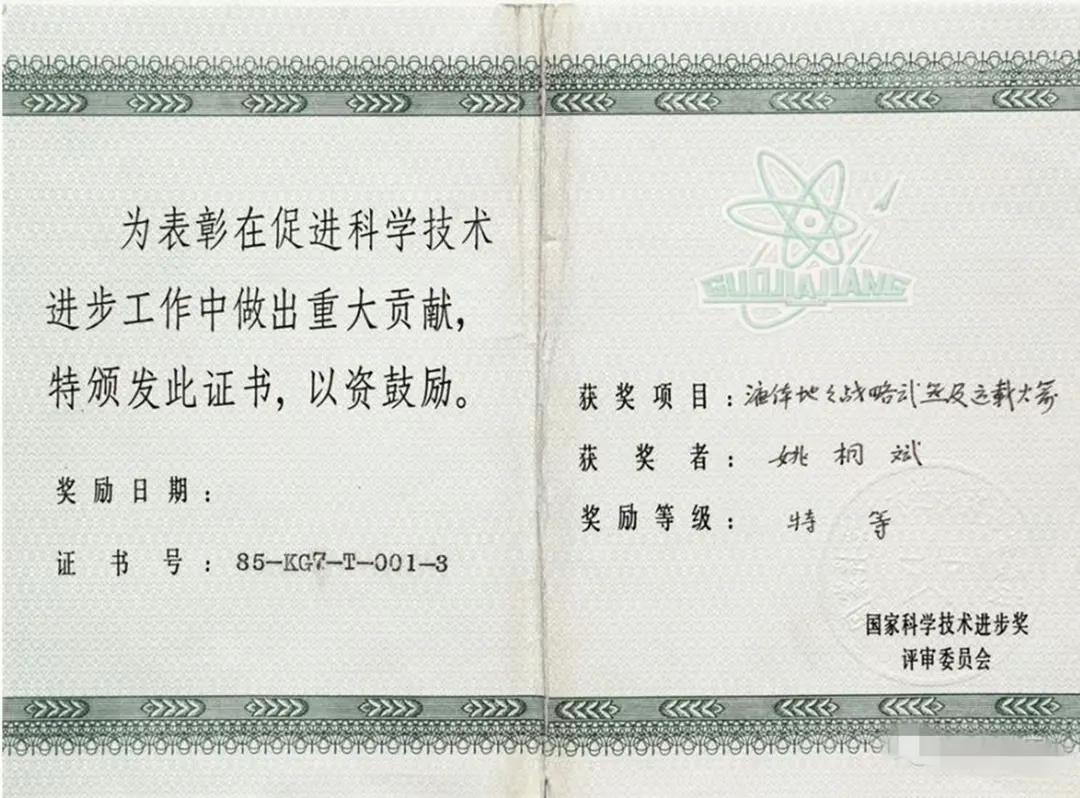 为表彰在促进科学技术
进步工作中做出重大贡献，
特颁发此证书，以资鼓励。
奖励日期：
证书号：85-KG7-T-001-3
GUOJIAJIANG
获奖项目：液体地地战略武器及运载火箭
获奖者：姚桐斌
奖励等级：特等
国家科学技术进步奖
评审委员会